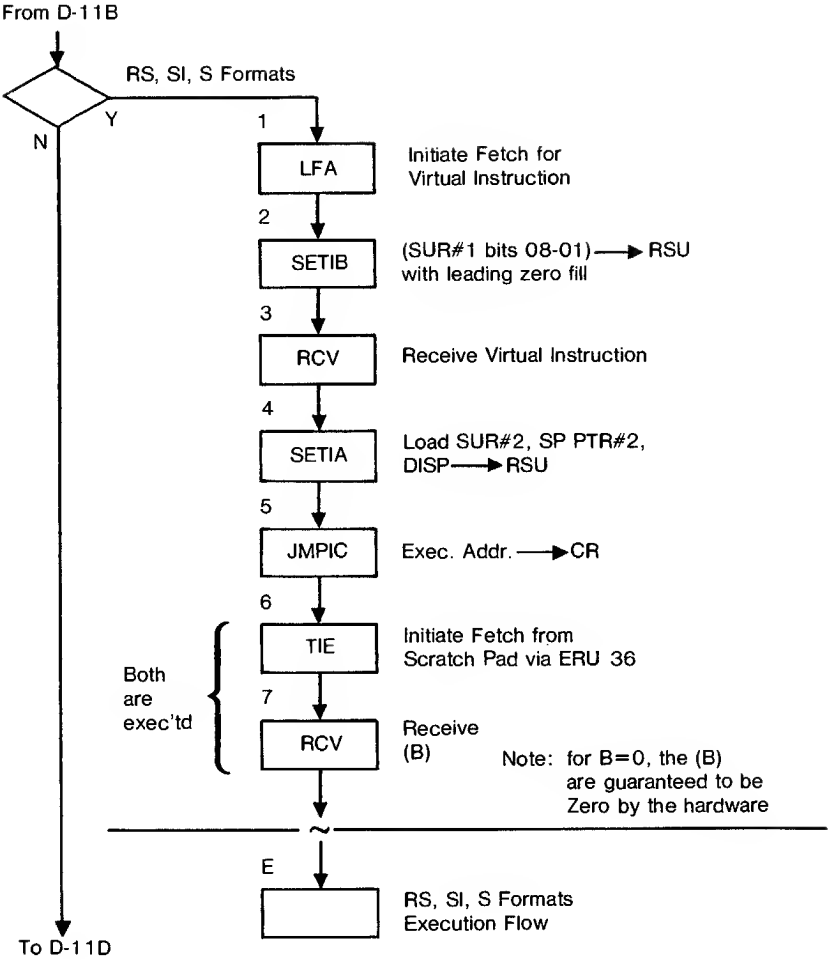 From D-11B
RS, SI, S Formats
Y
N
1
LFA
Initiate Fetch for
Virtual Instruction
2
SETIB
(SUR#1 bits 08-01) → RSU
with leading zero fill
3
RCV
Receive Virtual Instruction
4
SETIA
Load SUR#2, SP PTR#2,
DISP → RSU
5
JMPIC
Exec. Addr. → CR
6
TIE
Initiate Fetch from
Scratch Pad via ERU 36
Both
are
exec'td
7
RCV
Receive
(B)
Note: for B=0, the (B)
are guaranteed to be
Zero by the hardware
~
E
RS, SI, S Formats
Execution Flow
To D-11D